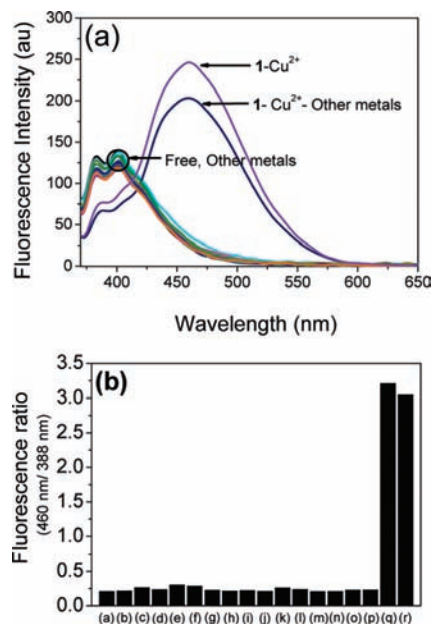 (a)
1-Cu²⁺
1- Cu²⁺- Other metals
Free, Other metals
Fluorescence Intensity (au)
300
250
200
150
100
50
0
400 450 500 550 600 650
Wavelength (nm)
(b)
Fluorescence ratio
(460 nm/ 388 nm)
3.5
3.0
2.5
2.0
1.5
1.0
0.5
0.0
(a) (b) (c) (d) (e) (f) (g) (h) (i) (j) (k) (l) (m) (n) (o) (p) (q) (r)